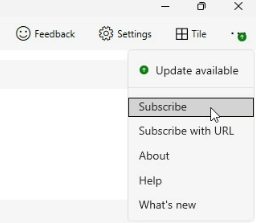 Feedback
Settings
Tile
Update available
Subscribe
Subscribe with URL
About
Help
What's new